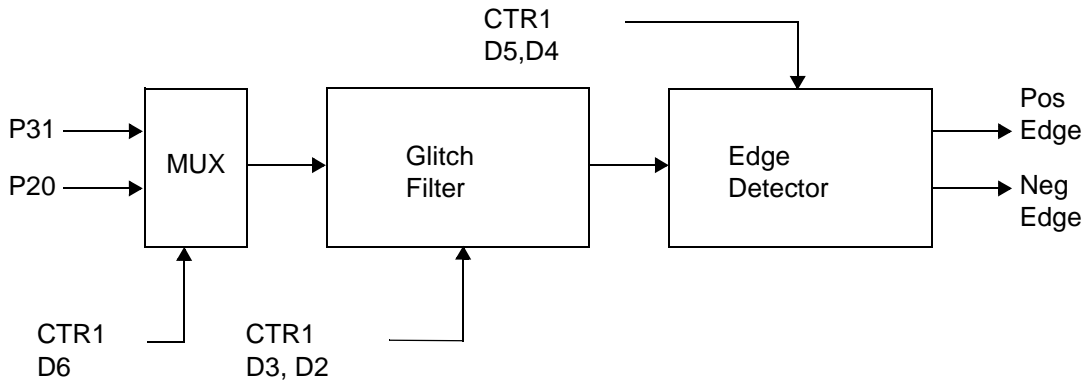 CTR1
D5,D4
P31
P20
MUX
Glitch
Filter
Edge
Detector
Pos
Edge
Neg
Edge
CTR1
D6
CTR1
D3, D2